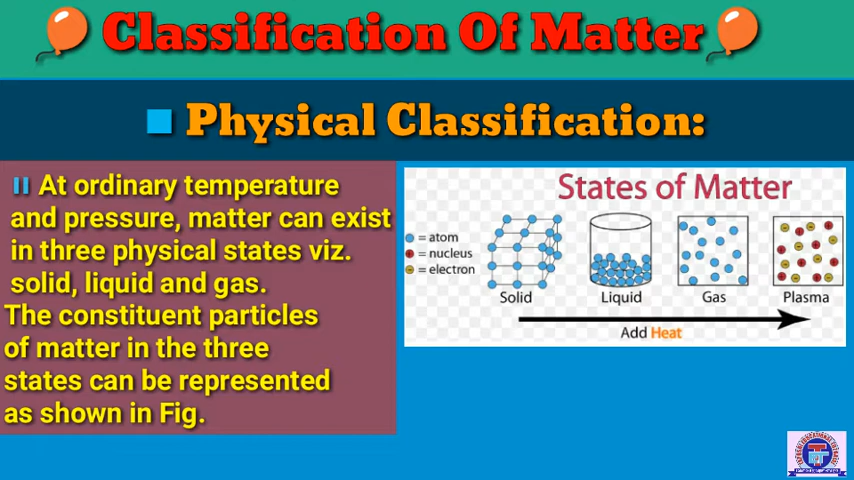 Classification Of Matter
Physical Classification:
At ordinary temperature
and pressure, matter can exist
in three physical states viz.
solid, liquid and gas.
The constituent particles
of matter in the three
states can be represented
as shown in Fig.
States of Matter
= atom
= nucleus
= electron
Solid
Liquid
Gas
Plasma
Add Heat